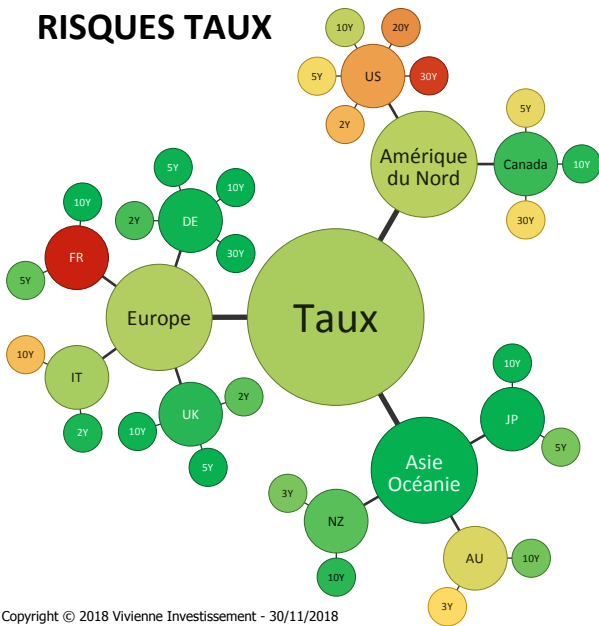 RISQUES TAUX
10Y
20Y
5Y
US
30Y
2Y
5Y
Amérique
du Nord
Canada
10Y
30Y
5Y
10Y
10Y
2Y
DE
30Y
FR
5Y
Europe
Taux
10Y
IT
2Y
UK
2Y
10Y
5Y
10Y
JP
5Y
Asie
Océanie
3Y
NZ
10Y
AU
10Y
3Y
Copyright © 2018 Vivienne Investissement - 30/11/2018